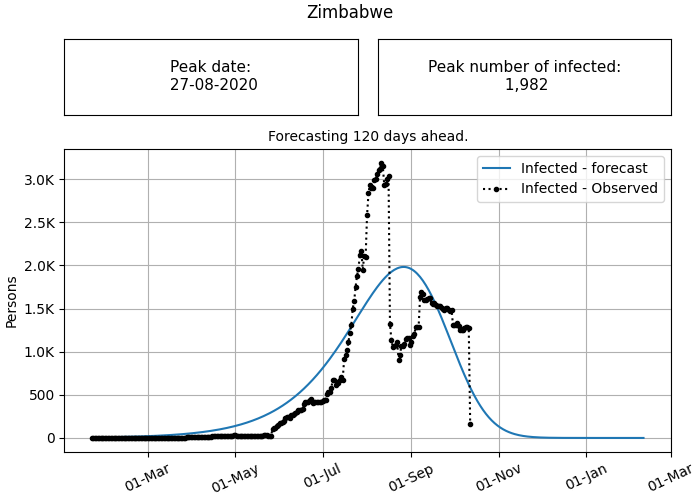 Zimbabwe
Peak date:
27-08-2020
Peak number of infected:
1,982
Forecasting 120 days ahead.
Infected - forecast
Infected - Observed
Persons
3.0K
2.5K
2.0K
1.5K
1.0K
500
0
01-Mar
01-May
01-Jul
01-Sep
01-Nov
01-Jan
01-Mar